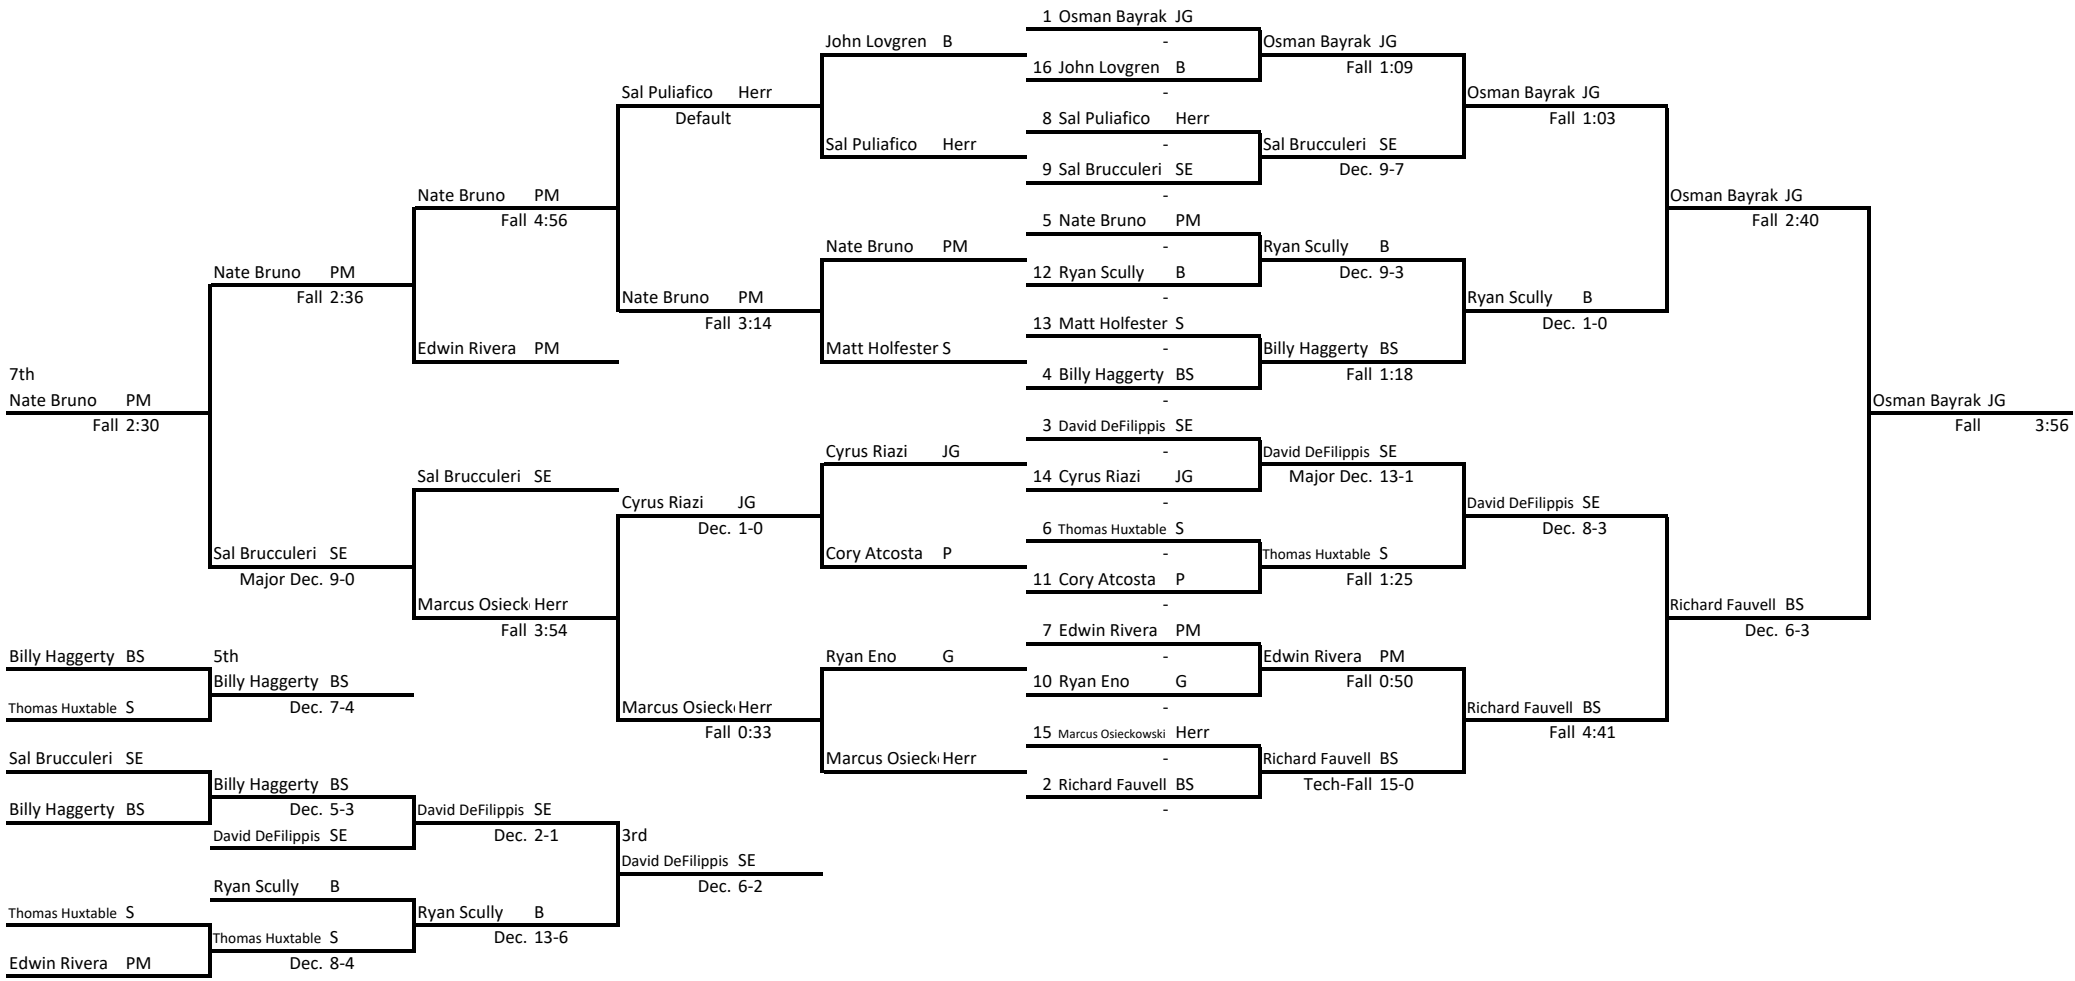 1 Osman Bayrak JG
John Lovgren B - Osman Bayrak JG
16 John Lovgren B Fall 1:09
Sal Puliafico Herr - Osman Bayrak JG
Default 8 Sal Puliafico Herr Fall 1:03
Sal Puliafico Herr - Sal Brucculeri SE
9 Sal Brucculeri SE Dec. 9-7
Nate Bruno PM - Osman Bayrak JG
Fall 4:56 5 Nate Bruno PM Fall 2:40
Nate Bruno PM - Ryan Scully B
Nate Bruno PM 12 Ryan Scully B Dec. 9-3
Fall 2:36 Nate Bruno PM - Ryan Scully B
Fall 3:14 13 Matt Holfester S Dec. 1-0
Edwin Rivera PM Matt Holfester S - Billy Haggerty BS
7th 4 Billy Haggerty BS Fall 1:18
Nate Bruno PM - Osman Bayrak JG
Fall 2:30 3 David DeFilippis SE Fall 3:56
Cyrus Riazi JG - David DeFilippis SE
Sal Brucculeri SE 14 Cyrus Riazi JG Major Dec. 13-1
Cyrus Riazi JG - David DeFilippis SE
Dec. 1-0 6 Thomas Huxtable S Dec. 8-3
Sal Brucculeri SE Cory Atcosta P - Thomas Huxtable S
Major Dec. 9-0 11 Cory Atcosta P Fall 1:25
Marcus Osieck Herr - Richard Fauvell BS
Fall 3:54 7 Edwin Rivera PM Dec. 6-3
Billy Haggerty BS 5th Ryan Eno G - Edwin Rivera PM
Billy Haggerty BS 10 Ryan Eno G Fall 0:50
Thomas Huxtable S Dec. 7-4 Marcus Osieck Herr - Richard Fauvell BS
Fall 0:33 15 Marcus Osieckowski Herr Fall 4:41
Sal Brucculeri SE Marcus Osieck Herr - Richard Fauvell BS
Billy Haggerty BS 2 Richard Fauvell BS Tech-Fall 15-0
Billy Haggerty BS Dec. 5-3 David DeFilippis SE -
David DeFilippis SE Dec. 2-1 3rd
David DeFilippis SE
Ryan Scully B Dec. 6-2
Thomas Huxtable S Ryan Scully B
Thomas Huxtable S Dec. 13-6
Edwin Rivera PM Dec. 8-4